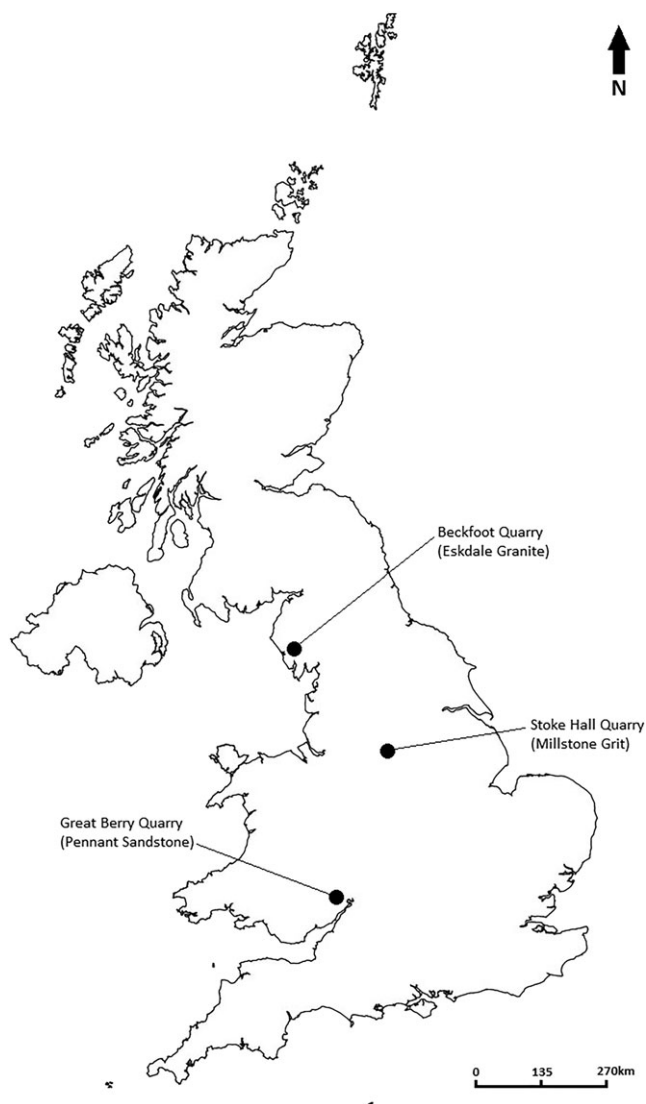 N
Beckfoot Quarry
(Eskdale Granite)
Stoke Hall Quarry
(Millstone Grit)
Great Berry Quarry
(Pennant Sandstone)
0 135 270km